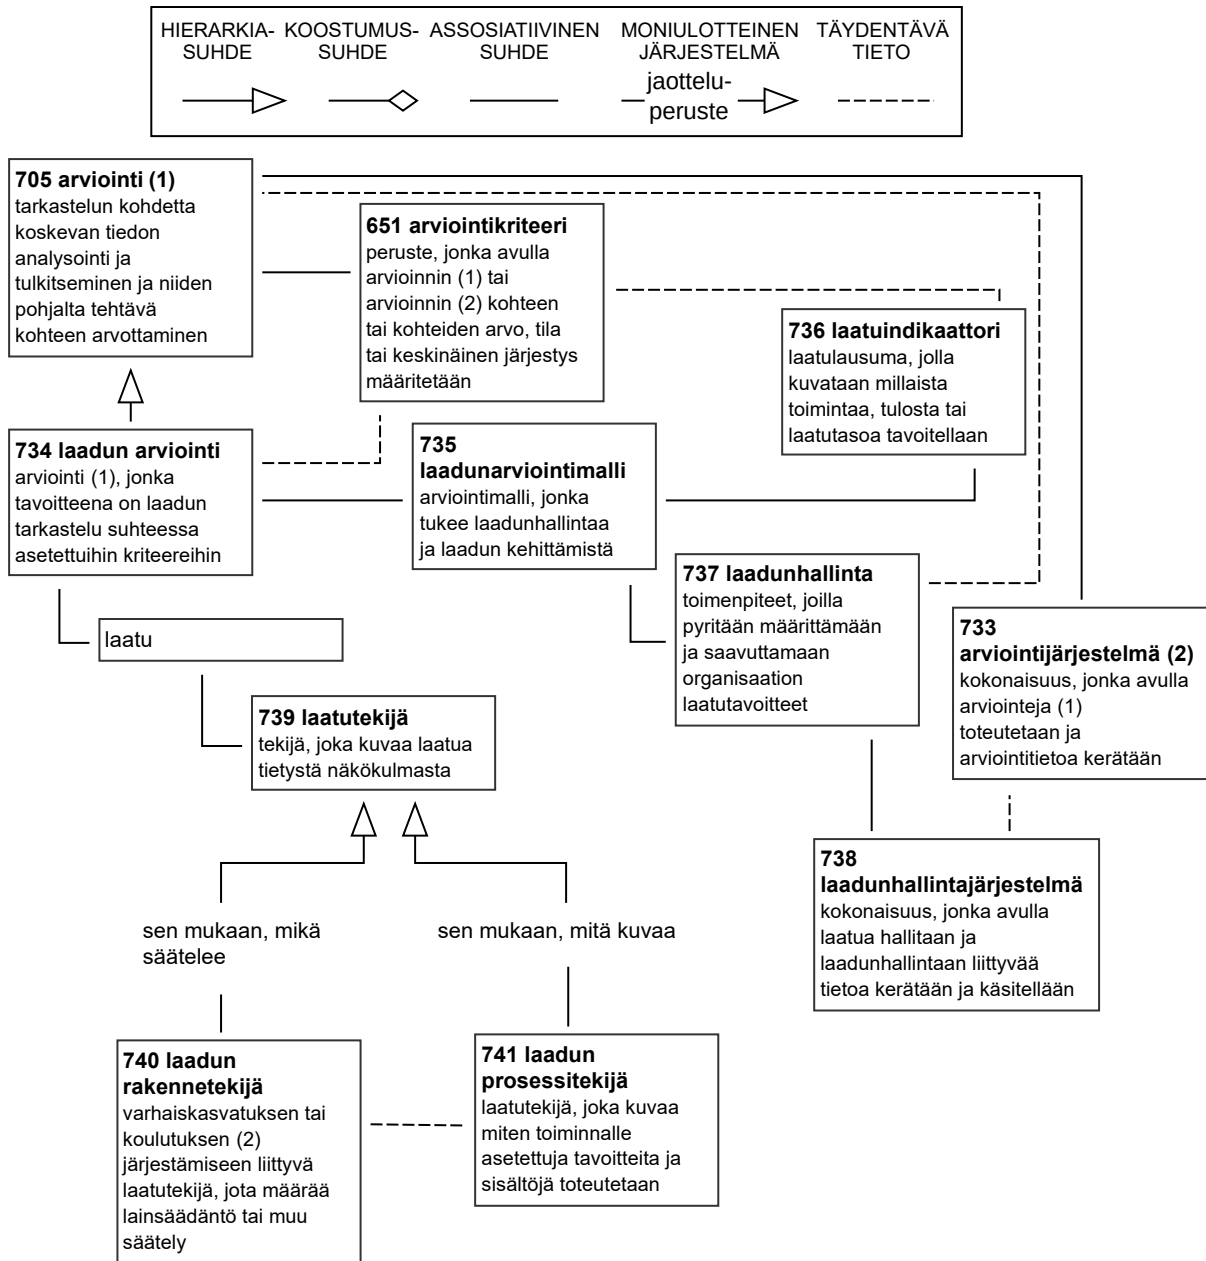 HIERARKIA-
SUHDE
KOOSTUMUS-
SUHDE
ASSOSIATIIVINEN
SUHDE
MONIULOTTEINEN
JÄRJESTELMÄ
jaottelu-
peruste
TÄYDENTÄVÄ
TIETO
705 arviointi (1)
tarkastelun kohdetta
koskevan tiedon
analysointi ja
tulkitseminen ja niiden
pohjalta tehtävä
kohteen arvottaminen
651 arviointikriteeri
peruste, jonka avulla
arvioinnin (1) tai
arvioinnin (2) kohteen
tai kohteiden arvo, tila
tai keskinäinen järjestys
määritetään
736 laatuindikaattori
laatulausuma, jolla
kuvataan millaista
toimintaa, tulosta tai
laatutasoa tavoitellaan
734 laadun arviointi
arviointi (1), jonka
tavoitteena on laadun
tarkastelu suhteessa
asetettuihin kriteereihin
735
laadunarviointimalli
arviointimalli, jonka
tukee laadunhallintaa
ja laadun kehittämistä
737 laadunhallinta
toimenpiteet, joilla
pyritään määrittämään
ja saavuttamaan
organisaation
laatutavoitteet
733
arviointijärjestelmä (2)
kokonaisuus, jonka avulla
arviointeja (1)
toteutetaan ja
arviointitietoa kerätään
laatu
739 laatutekijä
tekijä, joka kuvaa laatua
tietystä näkökulmasta
738
laadunhallintajärjestelmä
kokonaisuus, jonka avulla
laatua hallitaan ja
laadunhallintaan liittyvää
tietoa kerätään ja käsitellään
sen mukaan, mikä
säätelee
sen mukaan, mitä kuvaa
740 laadun
rakennetekijä
varhaiskasvatuksen tai
koulutuksen (2)
järjestämiseen liittyvä
laatutekijä, jota määrää
lainsäädäntö tai muu
säätely
741 laadun
prosessitekijä
laatutekijä, joka kuvaa
miten toiminnalle
asetettuja tavoitteita ja
sisältöjä toteutetaan